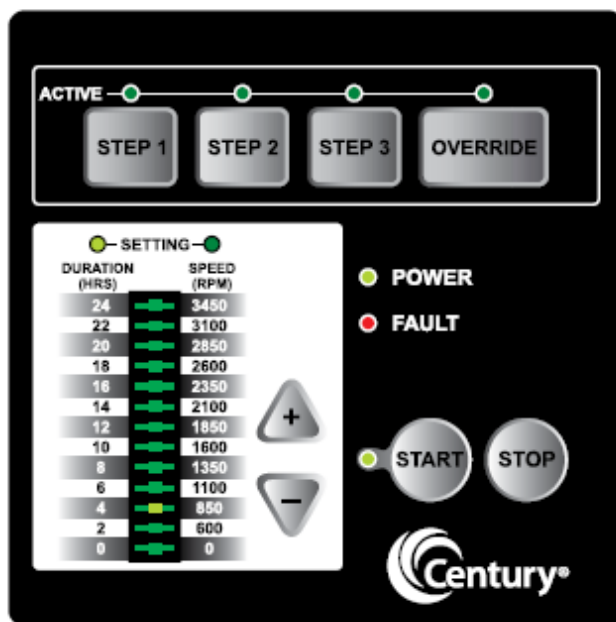 ACTIVE
STEP 1 STEP 2 STEP 3 OVERRIDE
SETTING
DURATION (HRS) SPEED (RPM)
24 3450
22 3100
20 2850
18 2600
16 2350
14 2100
12 1850
10 1600
8 1350
6 1100
4 850
2 600
0 0
+
−
POWER
FAULT
START STOP
Century®